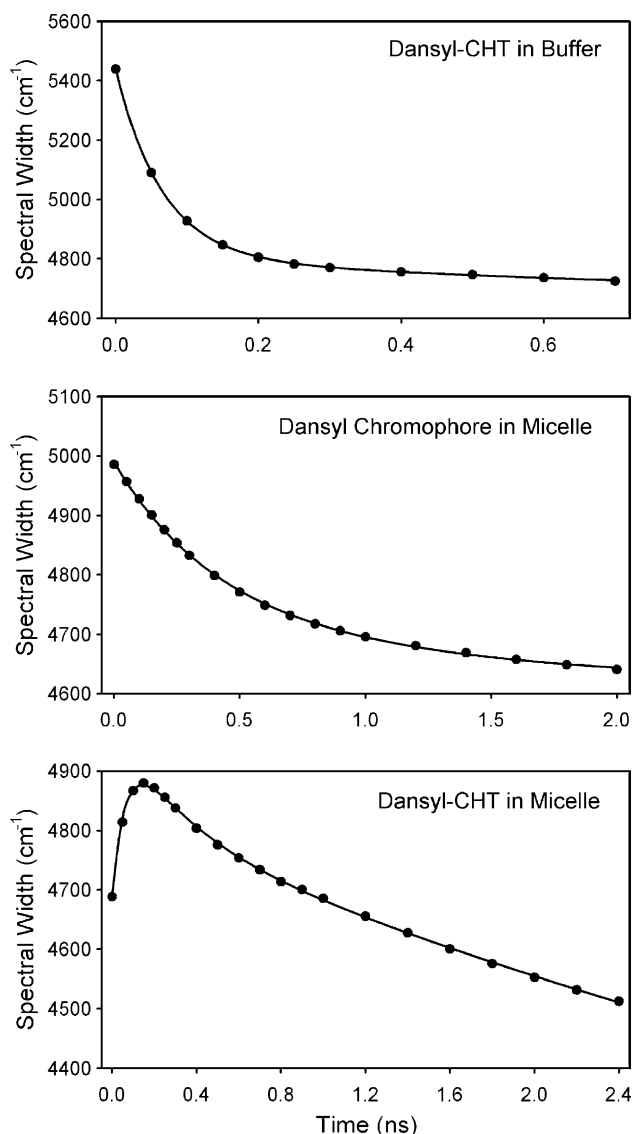 Dansyl-CHT in Buffer
Spectral Width (cm⁻¹)
5600
5400
5200
5000
4800
4600
0.0 0.2 0.4 0.6
Dansyl Chromophore in Micelle
Spectral Width (cm⁻¹)
5100
5000
4900
4800
4700
4600
0.0 0.5 1.0 1.5 2.0
Dansyl-CHT in Micelle
Spectral Width (cm⁻¹)
4900
4800
4700
4600
4500
4400
0.0 0.4 0.8 1.2 1.6 2.0 2.4
Time (ns)